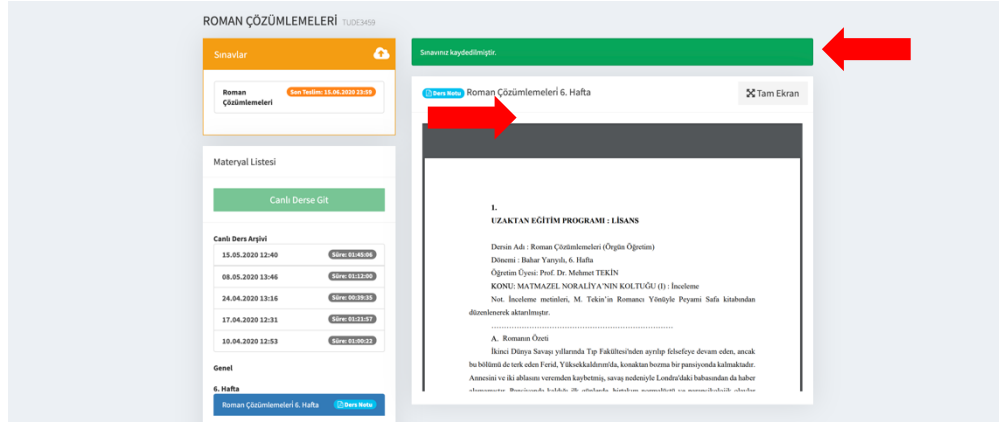 ROMAN ÇÖZÜMLEMELERİ TUDE3459
Sınavlar
Roman Çözümlemeleri
Son Teslim: 15.06.2020 23:59
Materyal Listesi
Canlı Derse Git
Canlı Ders Arşivi
15.05.2020 12:40 Süre: 01:45:06
08.05.2020 13:46 Süre: 01:12:00
24.04.2020 13:16 Süre: 00:39:35
17.04.2020 12:31 Süre: 01:21:57
10.04.2020 12:53 Süre: 01:00:22
Genel
6. Hafta
Roman Çözümlemeleri 6. Hafta Ders Notu
Sınavınız kaydedilmiştir.
Ders Notu Roman Çözümlemeleri 6. Hafta
Tam Ekran
1.
UZAKTAN EĞİTİM PROGRAMI : LİSANS
Dersin Adı : Roman Çözümlemeleri (Örgün Öğretim)
Dönemi : Bahar Yarıyılı, 6. Hafta
Öğretim Üyesi: Prof. Dr. Mehmet TEKİN
KONU: MATMAZEL NORALİYA'NIN KOLTUĞU (I) : İnceleme
Not. İnceleme metinleri, M. Tekin'in Romancı Yönüyle Peyami Safa kitabından
düzenlenerek aktarılmıştır.
A. Romanın Özeti
İkinci Dünya Savaşı yıllarında Tıp Fakültesi'nden ayrılıp felsefeye devam eden, ancak
bu bölümü de terk eden Ferid, Yüksekkaldırım'da, konaktan bozma bir pansiyonda kalmaktadır.
Annesini ve iki ablasını veremden kaybetmiş, savaş nedeniyle Londra'daki babasından da haber